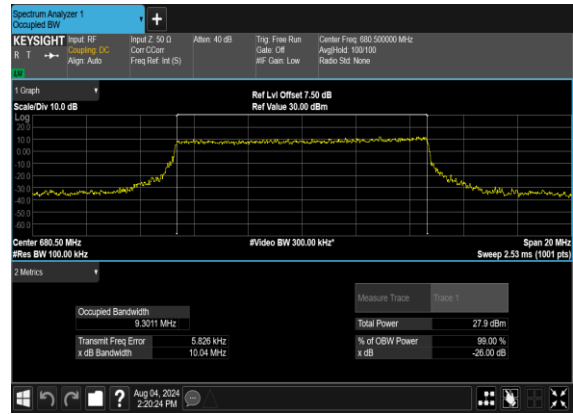 Spectrum Analyzer 1
Occupied BW
+
KEYSIGHT Input: RF Input Z: 50 Ω Atten: 40 dB Trig: Free Run Center Freq: 680.500000 MHz
R T Coupling: DC Corr CCorr Gate: Off Avg|Hold: 100/100
Align: Auto Freq Ref: Int (S) #IF Gain: Low Radio Std: None
LXI
1 Graph
Scale/Div 10.0 dB
Ref Lvl Offset 7.50 dB
Ref Value 30.00 dBm
Log
20.0
10.0
0.00
-10.0
-20.0
-30.0
-40.0
-50.0
-60.0
Center 680.50 MHz #Video BW 300.00 kHz* Span 20 MHz
#Res BW 100.00 kHz Sweep 2.53 ms (1001 pts)
2 Metrics
Measure Trace Trace 1
Occupied Bandwidth
9.3011 MHz
Total Power 27.9 dBm
Transmit Freq Error 5.826 kHz % of OBW Power 99.00 %
x dB Bandwidth 10.04 MHz x dB -26.00 dB
?
Aug 04, 2024
2:20:24 PM